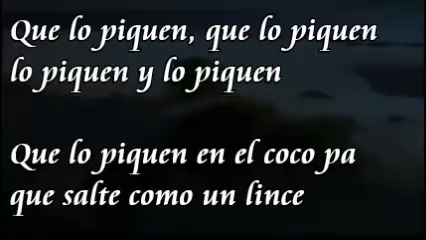 Que lo piquen, que lo piquen
lo piquen y lo piquen
Que lo piquen en el coco pa
que salte como un lince